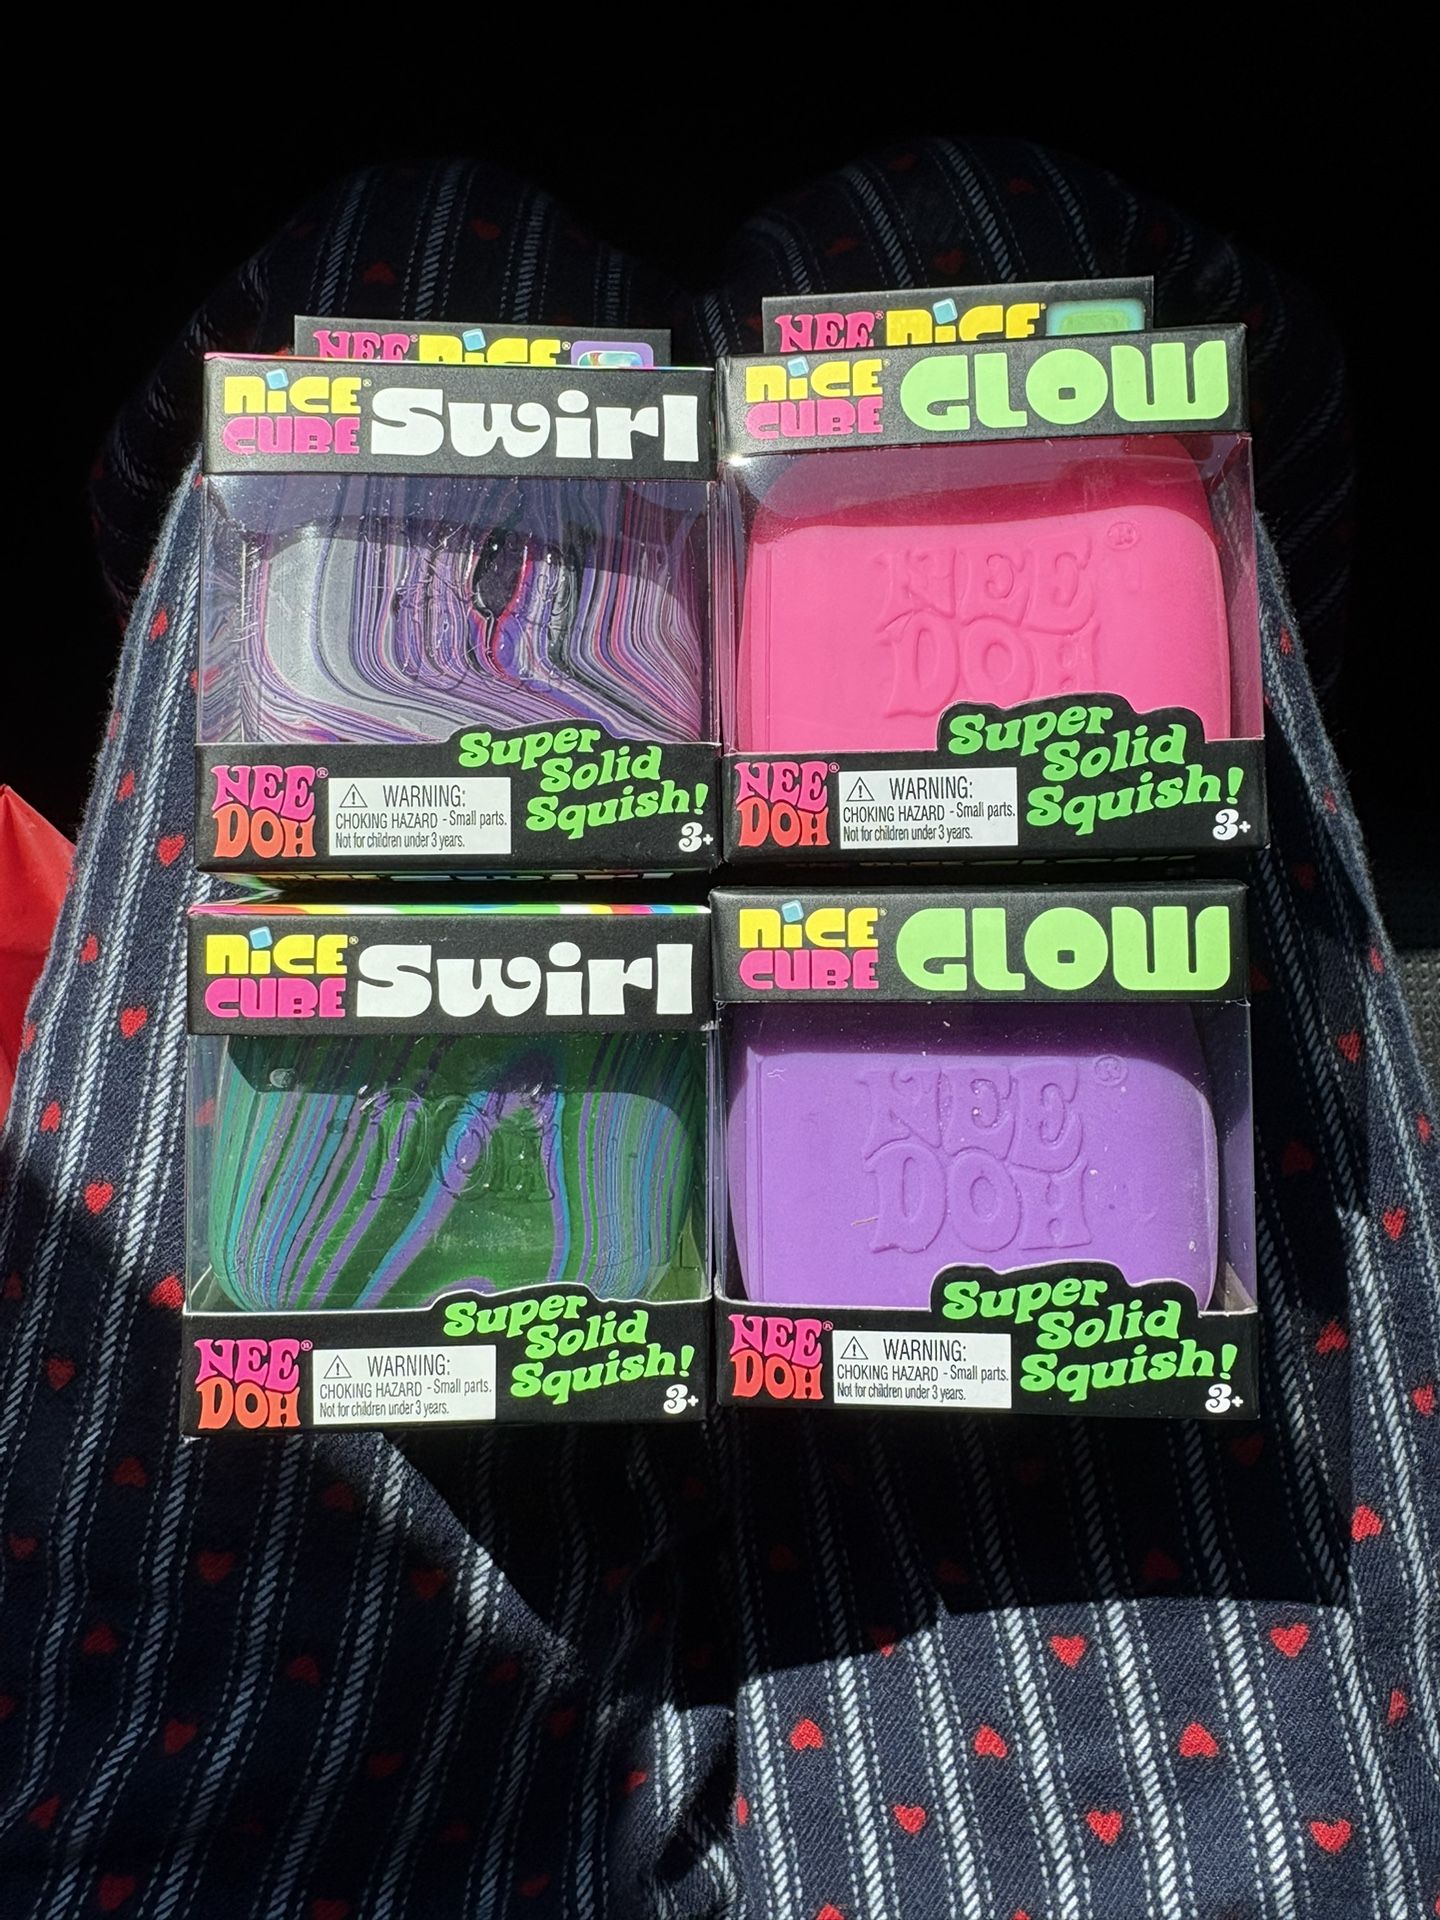 NEE® NICE®
NICE®
CUBE
Swirl
NEE
DOH®
WARNING:
CHOKING HAZARD - Small parts.
Not for children under 3 years.
Super
Solid
Squish!
3+
NEE® NICE®
NICE®
CUBE
GLOW
NEE ®
DOH
NEE
DOH®
WARNING:
CHOKING HAZARD - Small parts.
Not for children under 3 years.
Super
Solid
Squish!
3+
NICE®
CUBE
Swirl
DOH
NEE
DOH®
WARNING:
CHOKING HAZARD - Small parts.
Not for children under 3 years.
Super
Solid
Squish!
3+
NICE®
CUBE
GLOW
NEE ®
DOH
NEE
DOH®
WARNING:
CHOKING HAZARD - Small parts.
Not for children under 3 years.
Super
Solid
Squish!
3+